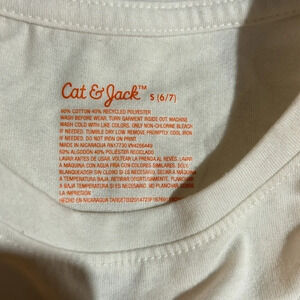 Cat & Jack™ S (6/7)
60% COTTON 40% RECYCLED POLYESTER
WASH BEFORE WEAR. TURN GARMENT INSIDE OUT MACHINE
WASH COLD WITH LIKE COLORS. ONLY NON-CHLORINE BLEACH
IF NEEDED. TUMBLE DRY LOW. REMOVE PROMPTLY. COOL IRON
IF NEEDED. DO NOT IRON PRINT.
MADE IN NICARAGUA RN17730
60% ALGODÓN 40% POLIÉSTER RECICLADO
LAVAR ANTES DE USAR. VOLTEAR LA PRENDA AL REVÉS. LAVAR
A MÁQUINA CON AGUA FRÍA CON COLORES SIMILARES. SÓLO
BLANQUEADOR SIN CLORO SI ES NECESARIO. SECAR A MÁQUINA
A TEMPERATURA BAJA. RETIRAR OPORTUNAMENTE. PLANCHAR
A BAJA TEMPERATURA SI ES NECESARIO. NO PLANCHAR SOBRE
LA IMPRESIÓN
HECHO EN NICARAGUA